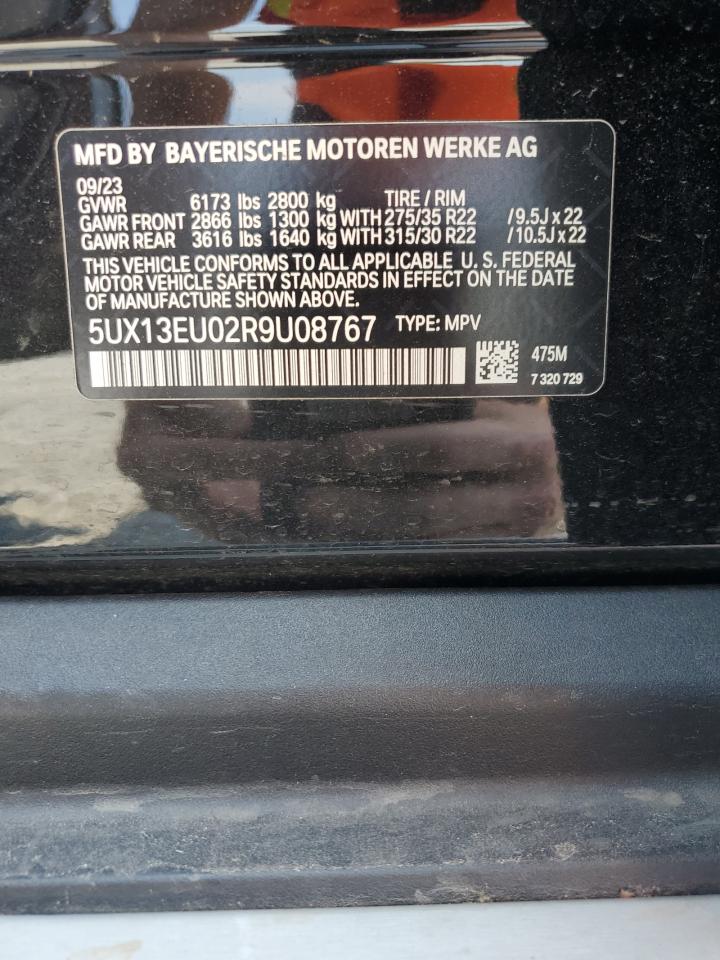 MFD BY BAYERISCHE MOTOREN WERKE AG
09/23
GVWR 6173 lbs 2800 kg TIRE / RIM
GAWR FRONT 2866 lbs 1300 kg WITH 275/35 R22 / 9.5J x 22
GAWR REAR 3616 lbs 1640 kg WITH 315/30 R22 / 10.5J x 22
THIS VEHICLE CONFORMS TO ALL APPLICABLE U. S. FEDERAL
MOTOR VEHICLE SAFETY STANDARDS IN EFFECT ON THE DATE
OF MANUFACTURE SHOWN ABOVE.
5UX13EU02R9U08767 TYPE: MPV
475M
7 320 729